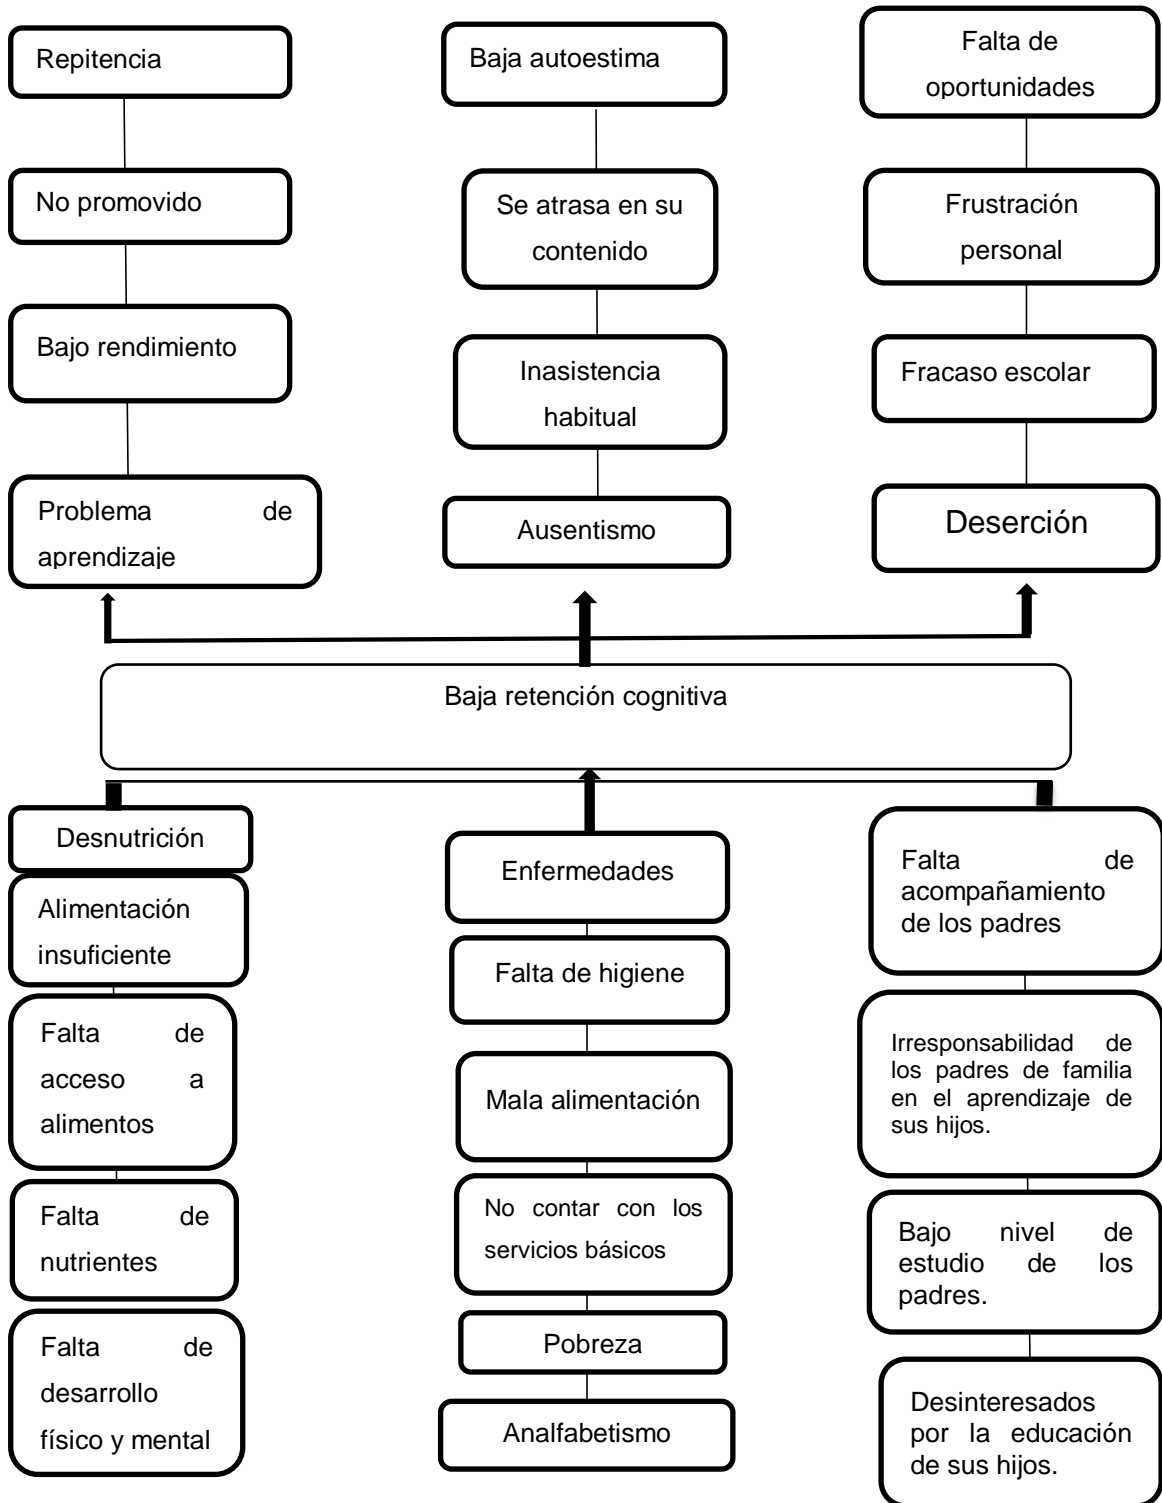 Repitencia
No promovido
Bajo rendimiento
Problema de
aprendizaje
Baja autoestima
Se atrasa en su
contenido
Inasistencia
habitual
Ausentismo
Falta de
oportunidades
Frustración
personal
Fracaso escolar
Deserción
Baja retención cognitiva
Desnutrición
Alimentación
insuficiente
Falta de
acceso a
alimentos
Falta de
nutrientes
Falta de
desarrollo
físico y mental
Enfermedades
Falta de higiene
Mala alimentación
No contar con los
servicios básicos
Pobreza
Analfabetismo
Falta de
acompañamiento
de los padres
Irresponsabilidad de
los padres de familia
en el aprendizaje de
sus hijos.
Bajo nivel de
estudio de los
padres.
Desinteresados
por la educación
de sus hijos.